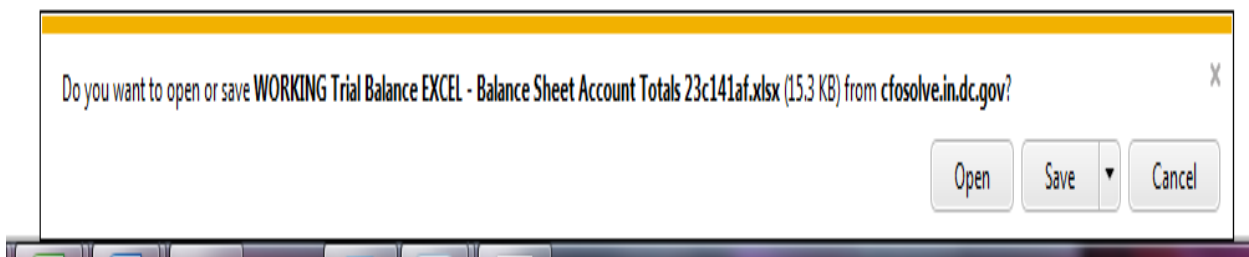 Do you want to open or save WORKING Trial Balance EXCEL - Balance Sheet Account Totals 23c141af.xlsx (15.3 KB) from cfosolve.in.dc.gov?
Open Save Cancel